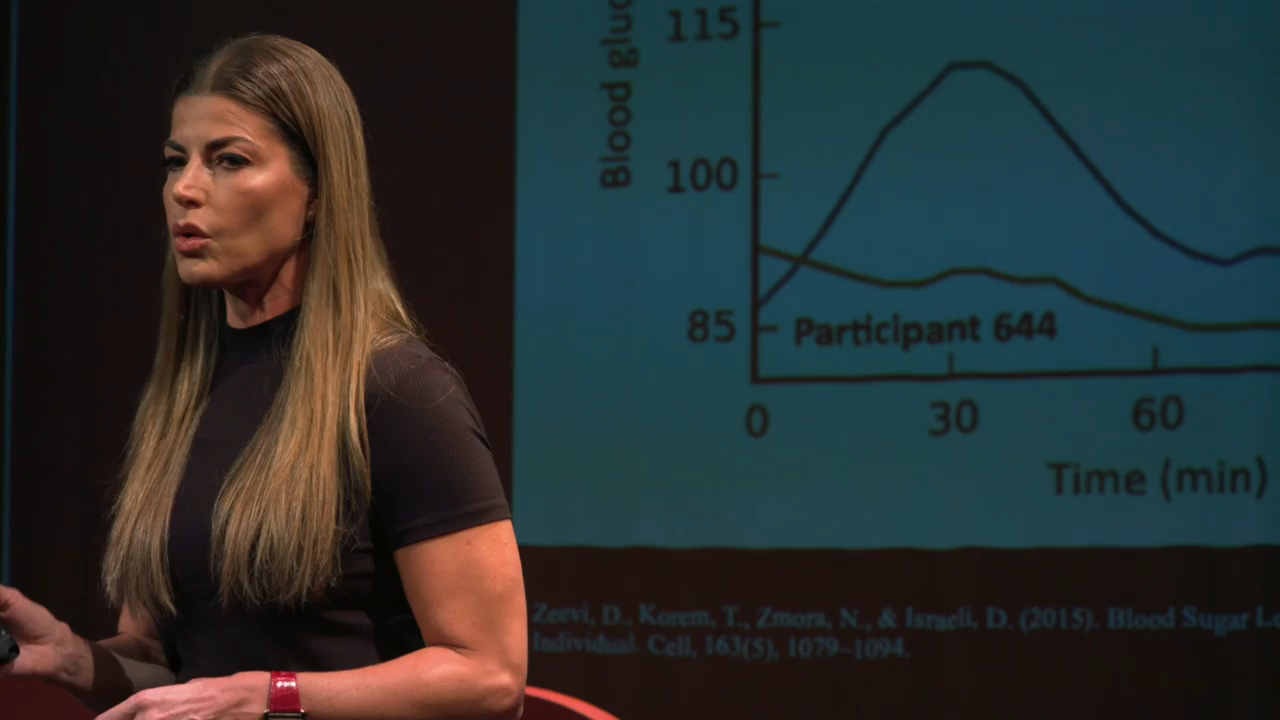 Blood gluc
115
100
85
Participant 644
0 30 60
Time (min)
Zeevi, D., Korem, T., Zmora, N., & Israeli, D. (2015). Blood Sugar Le
Individual. Cell, 163(5), 1079–1094.